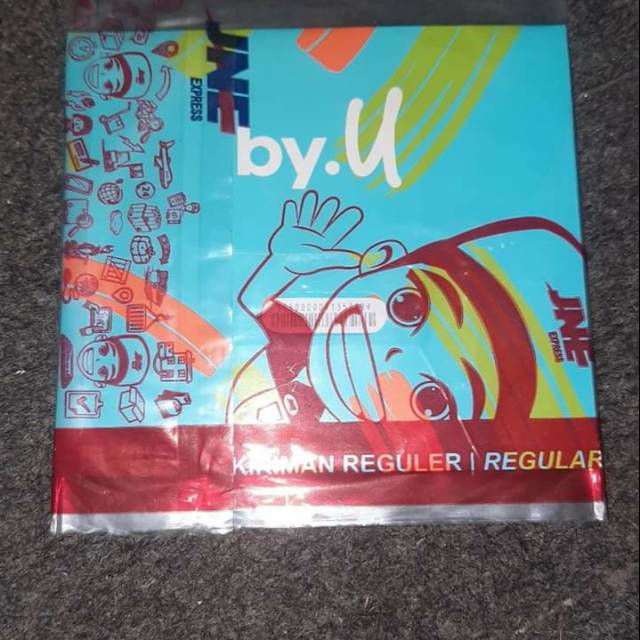 JNE
EXPRESS
by.U
JNE
EXPRESS
KIRIMAN REGULER | REGULAR